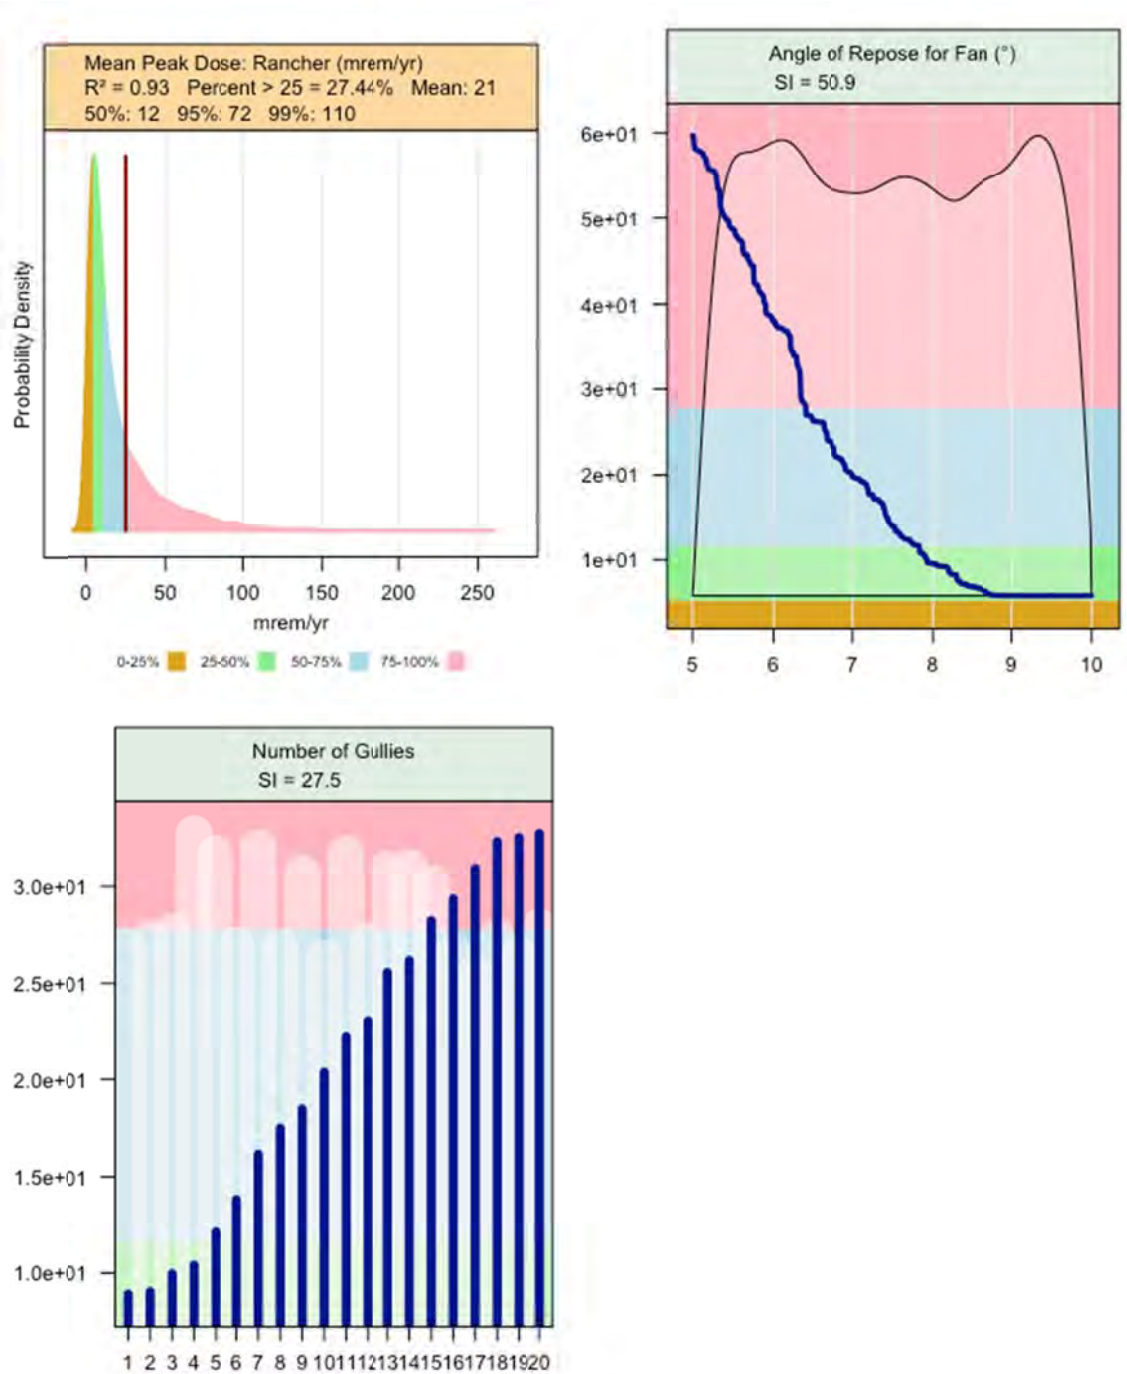 Mean Peak Dose: Rancher (mrem/yr)
R² = 0.93 Percent > 25 = 27.44% Mean: 21
50%: 12 95%: 72 99%: 110
Probability Density
0 50 100 150 200 250
mrem/yr
0-25% 25-50% 50-75% 75-100%
Angle of Repose for Fan (°)
SI = 50.9
6e+01
5e+01
4e+01
3e+01
2e+01
1e+01
5 6 7 8 9 10
Number of Gullies
SI = 27.5
3.0e+01
2.5e+01
2.0e+01
1.5e+01
1.0e+01
1 2 3 4 5 6 7 8 9 10 11 12 13 14 15 16 17 18 19 20